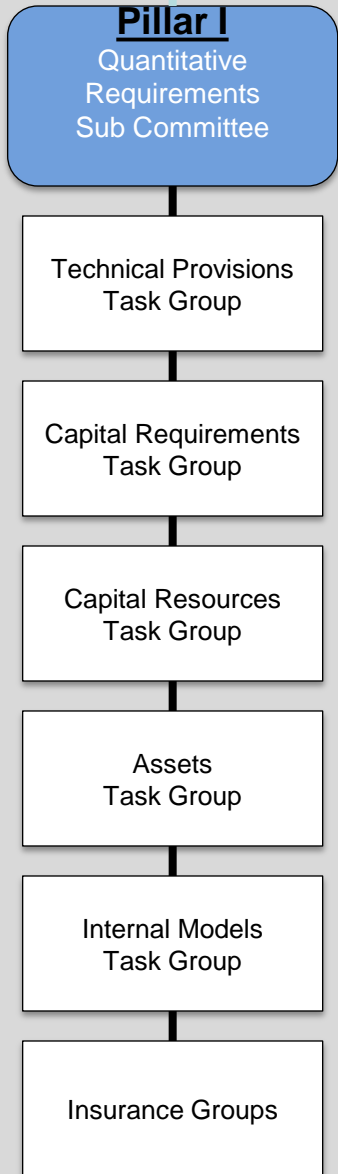 Pillar I
Quantitative
Requirements
Sub Committee
Technical Provisions
Task Group
Capital Requirements
Task Group
Capital Resources
Task Group
Assets
Task Group
Internal Models
Task Group
Insurance Groups